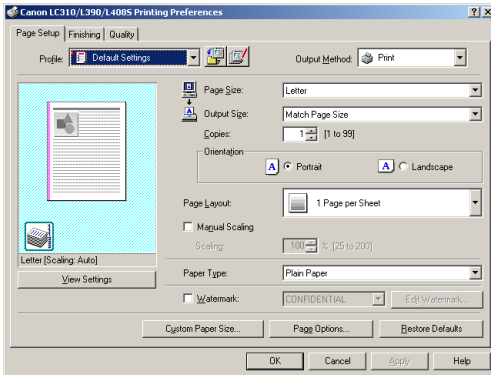 Canon LC310/L390/L408S Printing Preferences
Page Setup Finishing Quality
Profile: Default Settings Output Method: Print
Page Size: Letter
Output Size: Match Page Size
Copies: 1 [1 to 99]
Orientation
A Portrait A Landscape
Page Layout: 1 Page per Sheet
Manual Scaling
Scaling: 100 % [25 to 200]
Letter [Scaling: Auto]
View Settings
Paper Type: Plain Paper
Watermark: CONFIDENTIAL Edit Watermark...
Custom Paper Size... Page Options... Restore Defaults
OK Cancel Apply Help